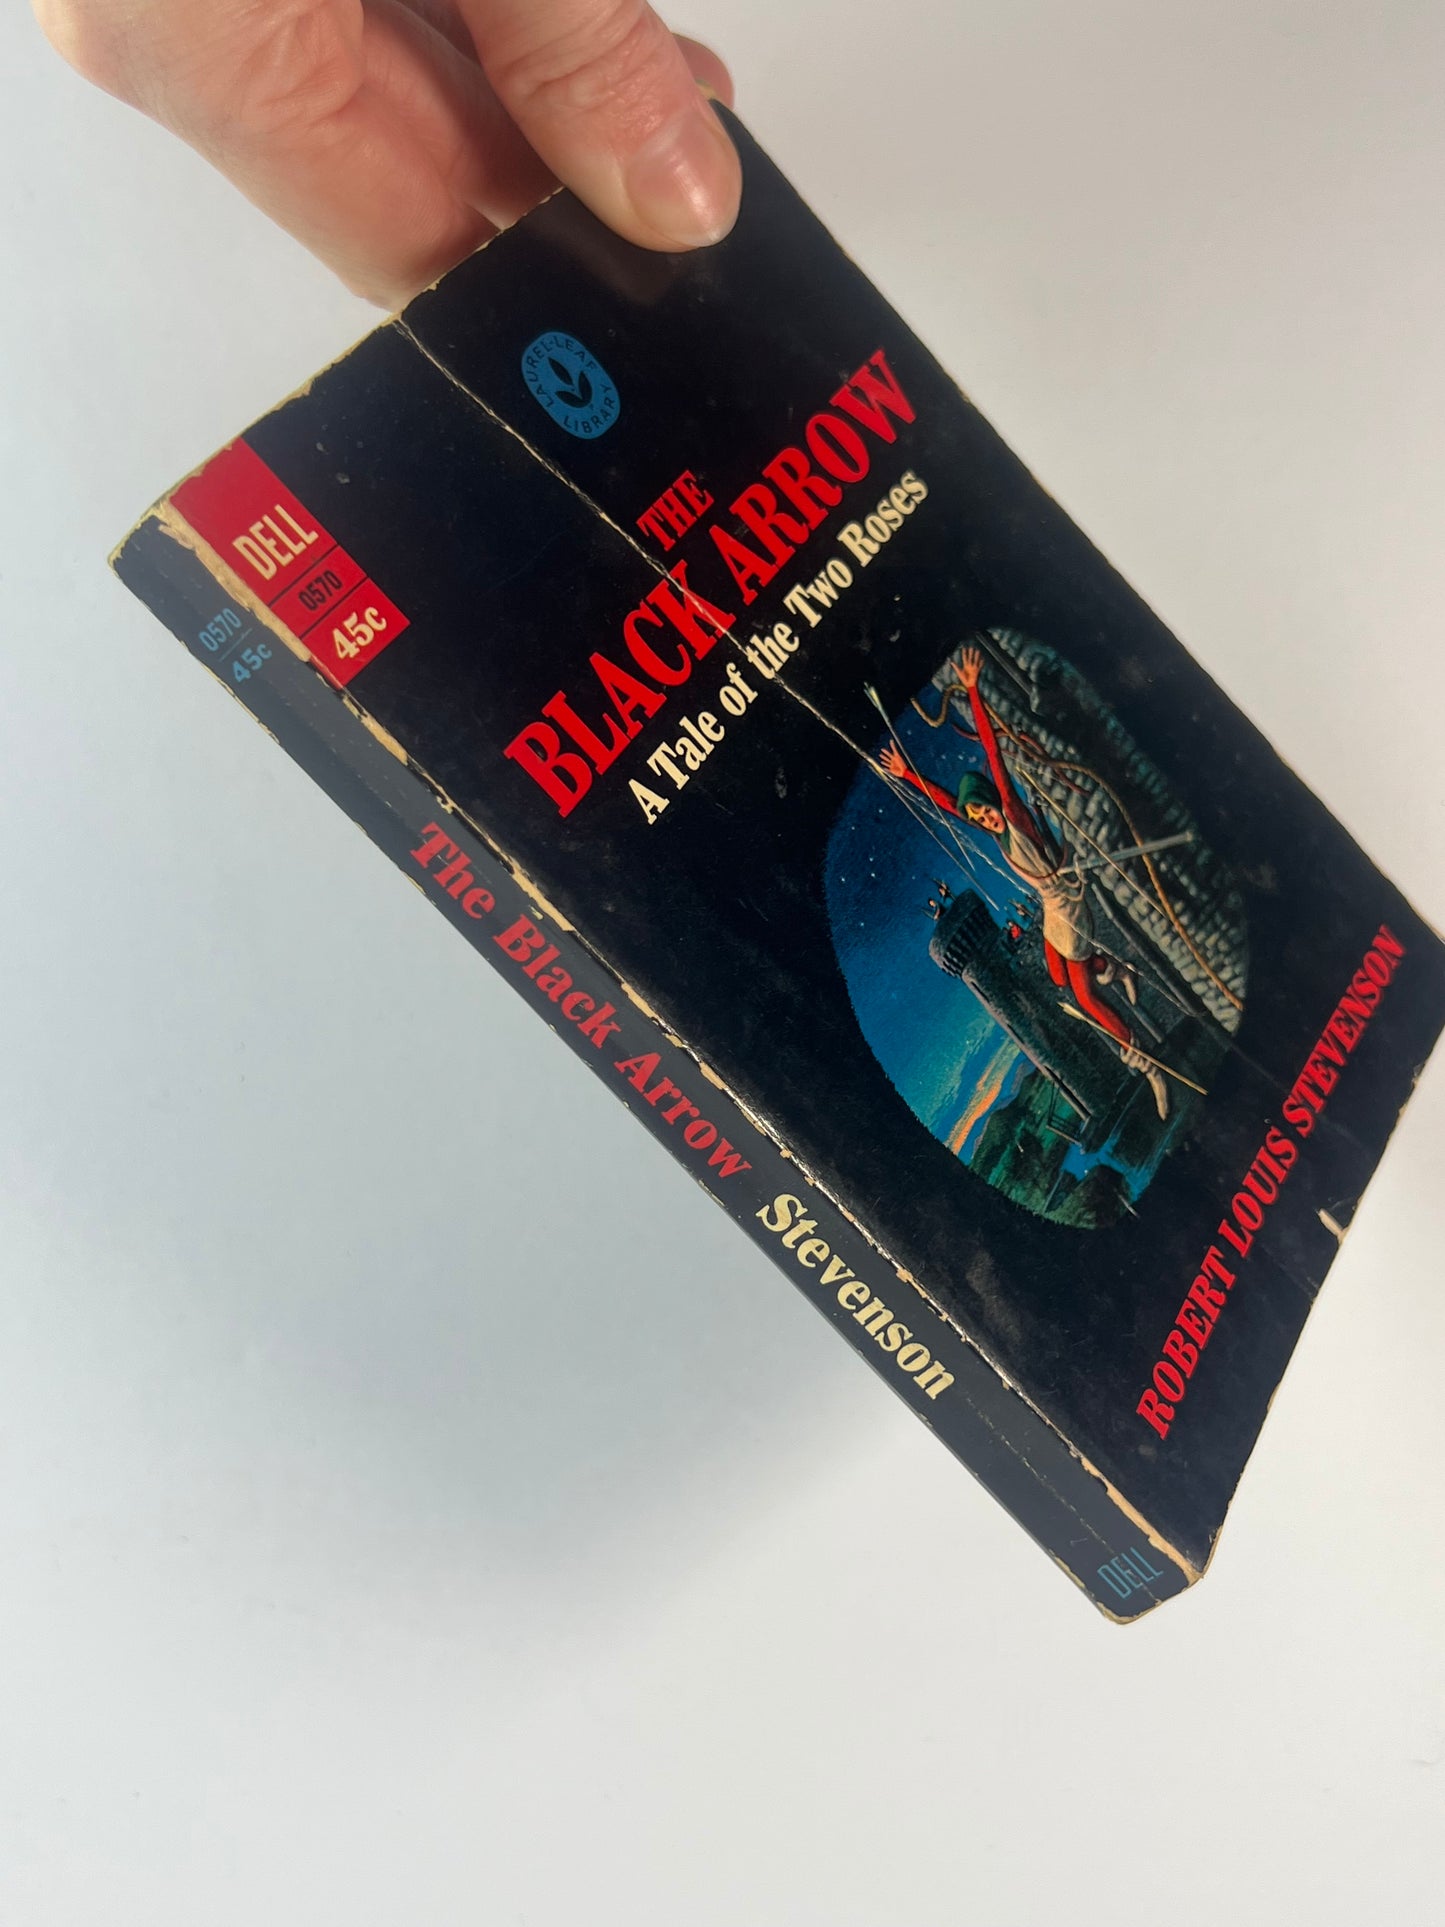 DELL
0570
45c
LAUREL-LEAF LIBRARY
THE
BLACK ARROW
A Tale of the Two Roses
ROBERT LOUIS STEVENSON
0570
45c
The Black Arrow Stevenson
DELL